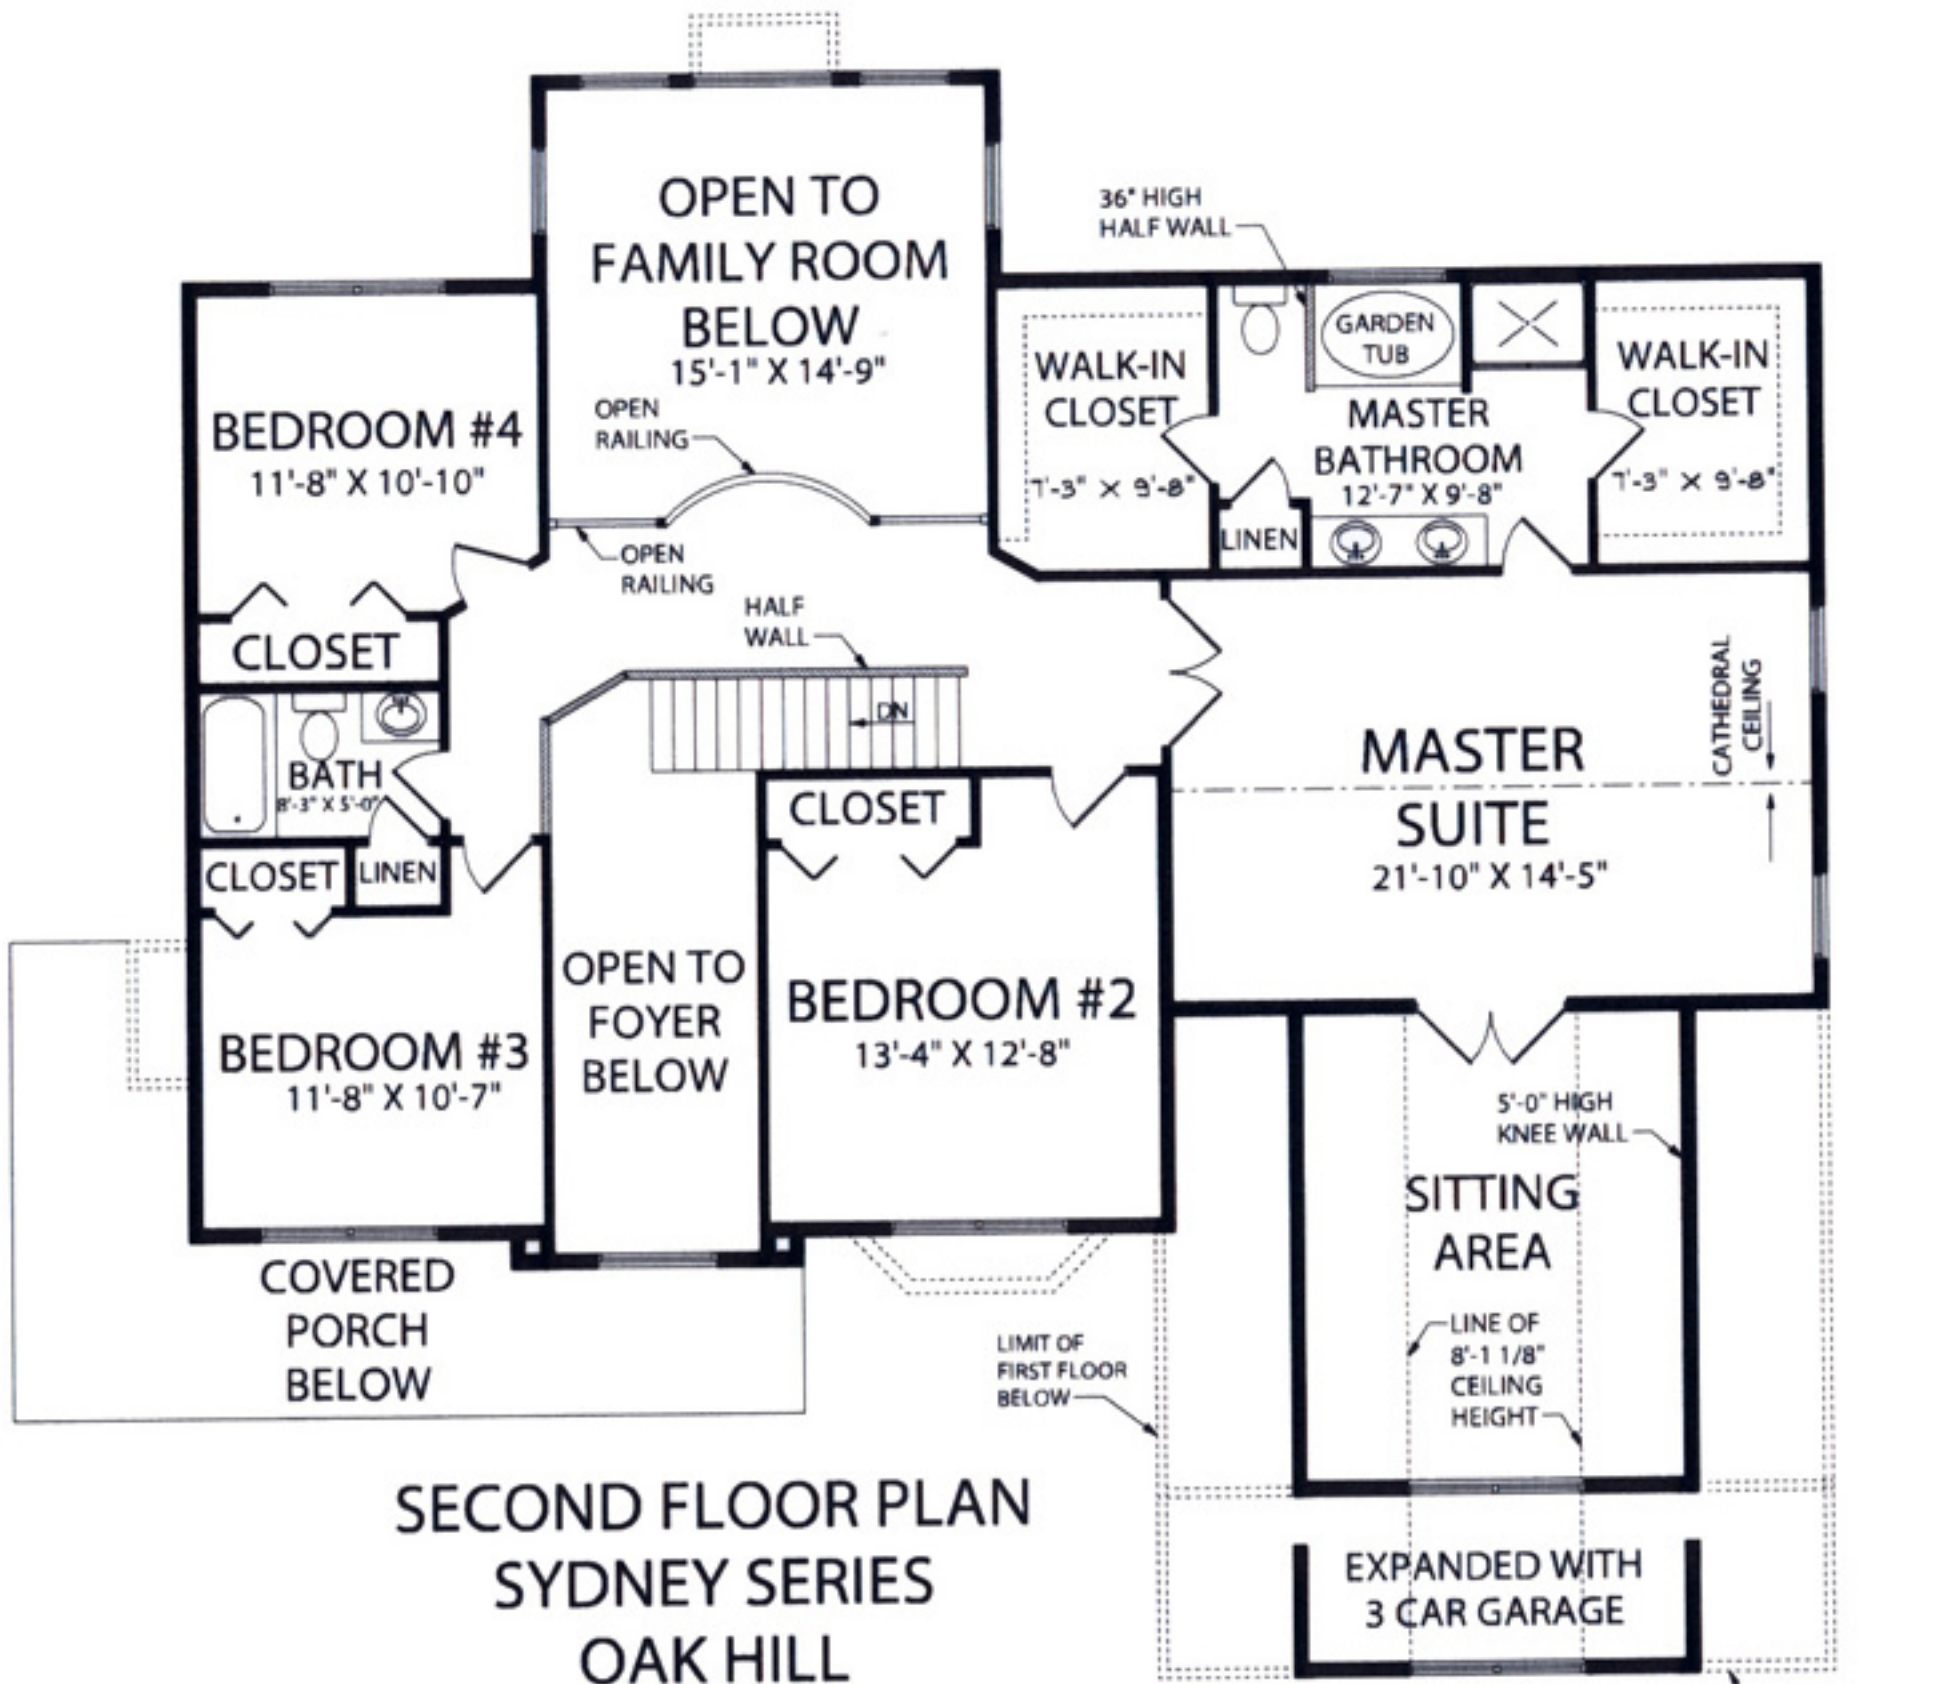 OPEN TO
FAMILY ROOM
BELOW
15'-1" X 14'-9"
OPEN
RAILING
OPEN
RAILING
36" HIGH
HALF WALL
BEDROOM #4
11'-8" X 10'-10"
CLOSET
WALK-IN
CLOSET
7'-3" X 9'-8"
GARDEN
TUB
MASTER
BATHROOM
12'-7" X 9'-8"
LINEN
WALK-IN
CLOSET
7'-3" X 9'-8"
HALF
WALL
DN
BATH
8'-3" X 5'-0"
CLOSET
LINEN
CLOSET
MASTER
SUITE
21'-10" X 14'-5"
CATHEDRAL
CEILING
OPEN TO
FOYER
BELOW
BEDROOM #2
13'-4" X 12'-8"
BEDROOM #3
11'-8" X 10'-7"
5'-0" HIGH
KNEE WALL
SITTING
AREA
LINE OF
8'-1 1/8"
CEILING
HEIGHT
COVERED
PORCH
BELOW
LIMIT OF
FIRST FLOOR
BELOW
EXPANDED WITH
3 CAR GARAGE
SECOND FLOOR PLAN
SYDNEY SERIES
OAK HILL